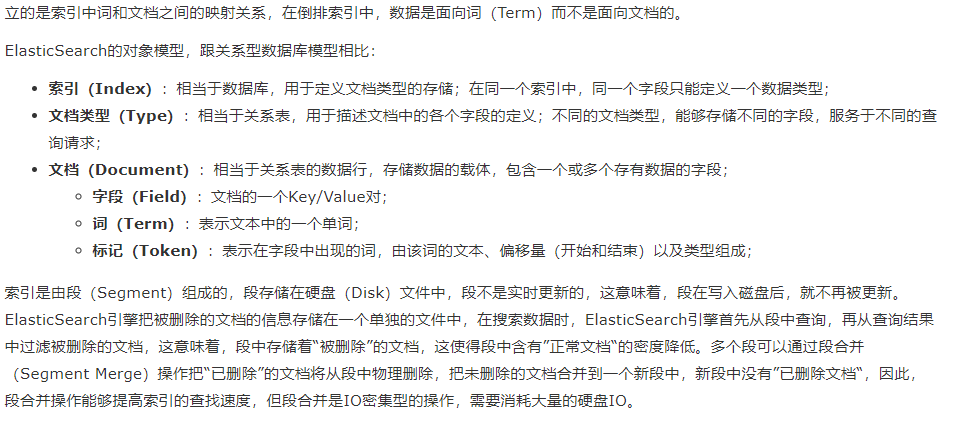 立的是索引中词和文档之间的映射关系，在倒排索引中，数据是面向词（Term）而不是面向文档的。
ElasticSearch的对象模型，跟关系型数据库模型相比：
索引（Index）：相当于数据库，用于定义文档类型的存储；在同一个索引中，同一个字段只能定义一个数据类型；
文档类型（Type）：相当于关系表，用于描述文档中的各个字段的定义；不同的文档类型，能够存储不同的字段，服务于不同的查
询请求；
文档（Document）：相当于关系表的数据行，存储数据的载体，包含一个或多个存有数据的字段；
字段（Field）：文档的一个Key/Value对；
词（Term）：表示文本中的一个单词；
标记（Token）：表示在字段中出现的词，由该词的文本、偏移量（开始和结束）以及类型组成；
索引是由段（Segment）组成的，段存储在硬盘（Disk）文件中，段不是实时更新的，这意味着，段在写入磁盘后，就不再被更新。
ElasticSearch引擎把被删除的文档的信息存储在一个单独的文件中，在搜索数据时，ElasticSearch引擎首先从段中查询，再从查询结果
中过滤被删除的文档，这意味着，段中存储着“被删除”的文档，这使得段中含有”正常文档“的密度降低。多个段可以通过段合并
（Segment Merge）操作把“已删除”的文档将从段中物理删除，把未删除的文档合并到一个新段中，新段中没有”已删除文档“，因此，
段合并操作能够提高索引的查找速度，但段合并是IO密集型的操作，需要消耗大量的硬盘IO。